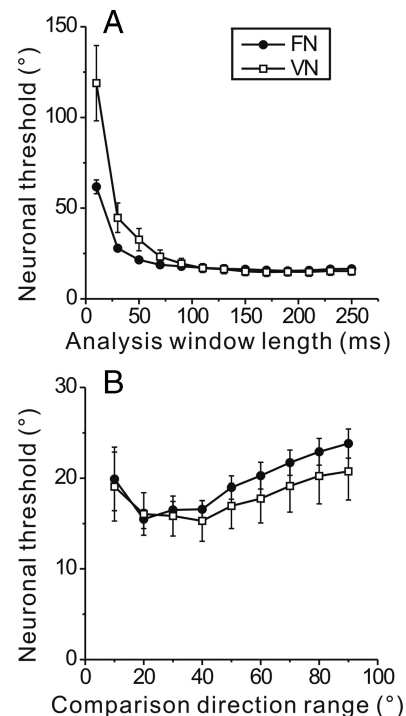 A
FN
VN
Neuronal threshold (°)
150
100
50
0
0 50 100 150 200 250
Analysis window length (ms)
B
Neuronal threshold (°)
30
20
10
0
0 20 40 60 80 100
Comparison direction range (°)